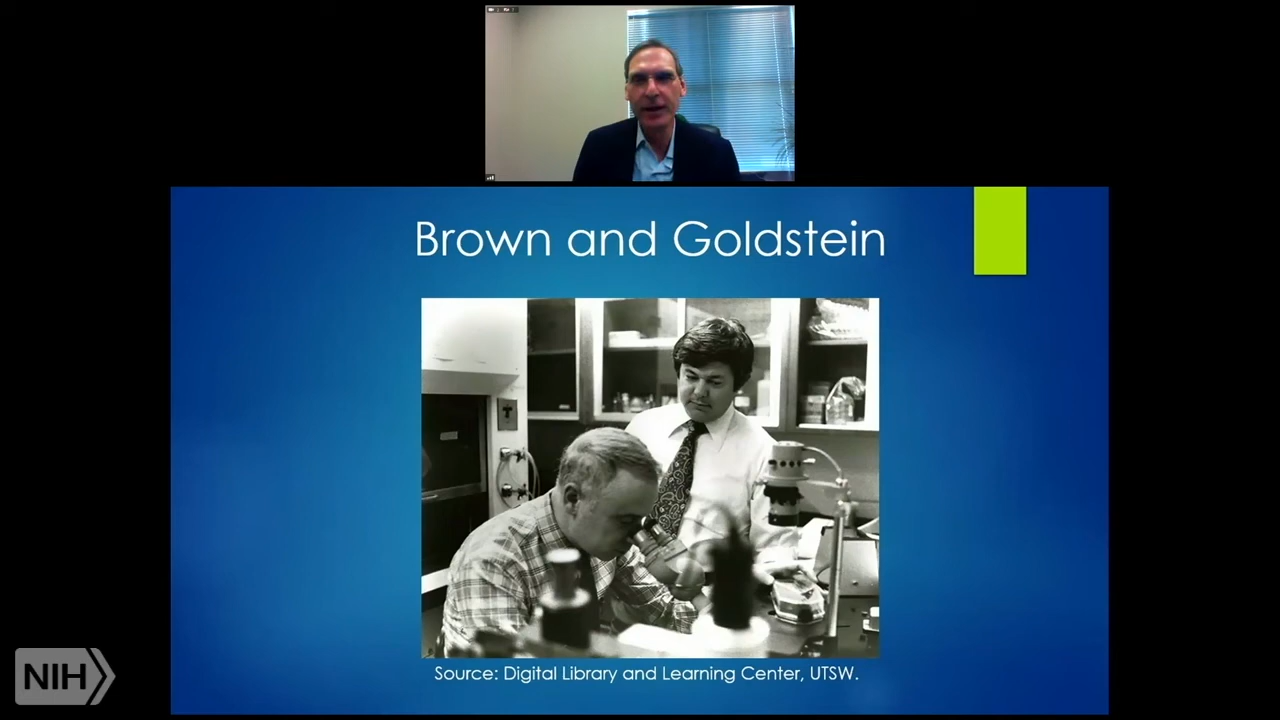 Brown and Goldstein
Source: Digital Library and Learning Center, UTSW.
NIH